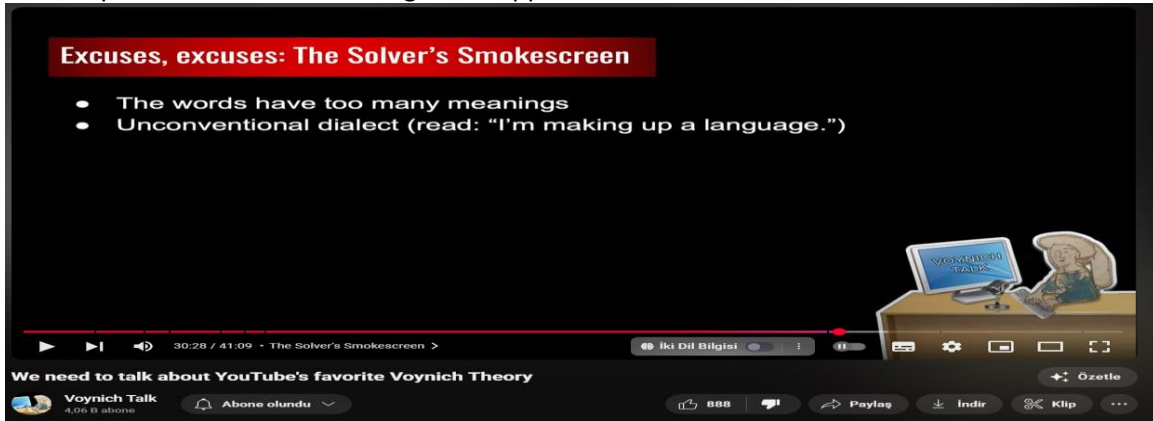 Excuses, excuses: The Solver's Smokescreen
● The words have too many meanings
● Unconventional dialect (read: "I'm making up a language.")
VOYNICH
TALK
30:28 / 41:09 • The Solver's Smokescreen >
İki Dil Bilgisi
We need to talk about YouTube's favorite Voynich Theory
Özetle
Voynich Talk
4,06 B abone
Abone olundu
888
Paylaş
İndir
Klip